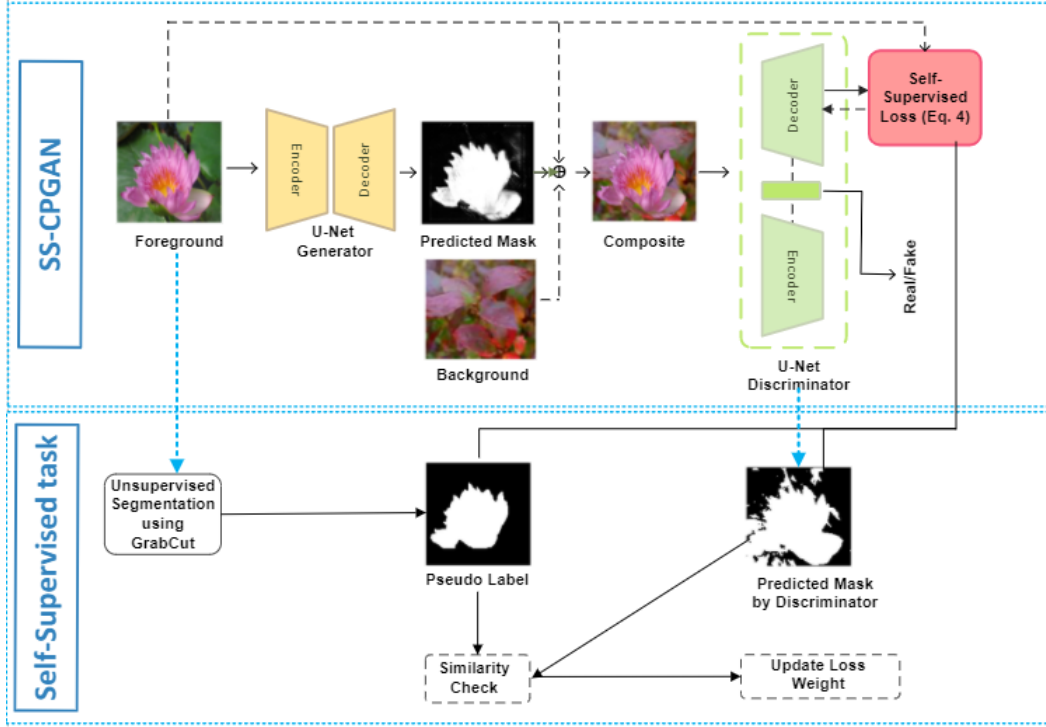 SS-CPGAN
Encoder
Decoder
Decoder
Encoder
Self-
Supervised
Loss (Eq. 4)
Foreground
U-Net
Generator
Predicted Mask
Composite
Real/Fake
Background
U-Net
Discriminator
Self-Supervised task
Unsupervised
Segmentation
using
GrabCut
Pseudo Label
Predicted Mask
by Discriminator
Similarity
Check
Update Loss
Weight